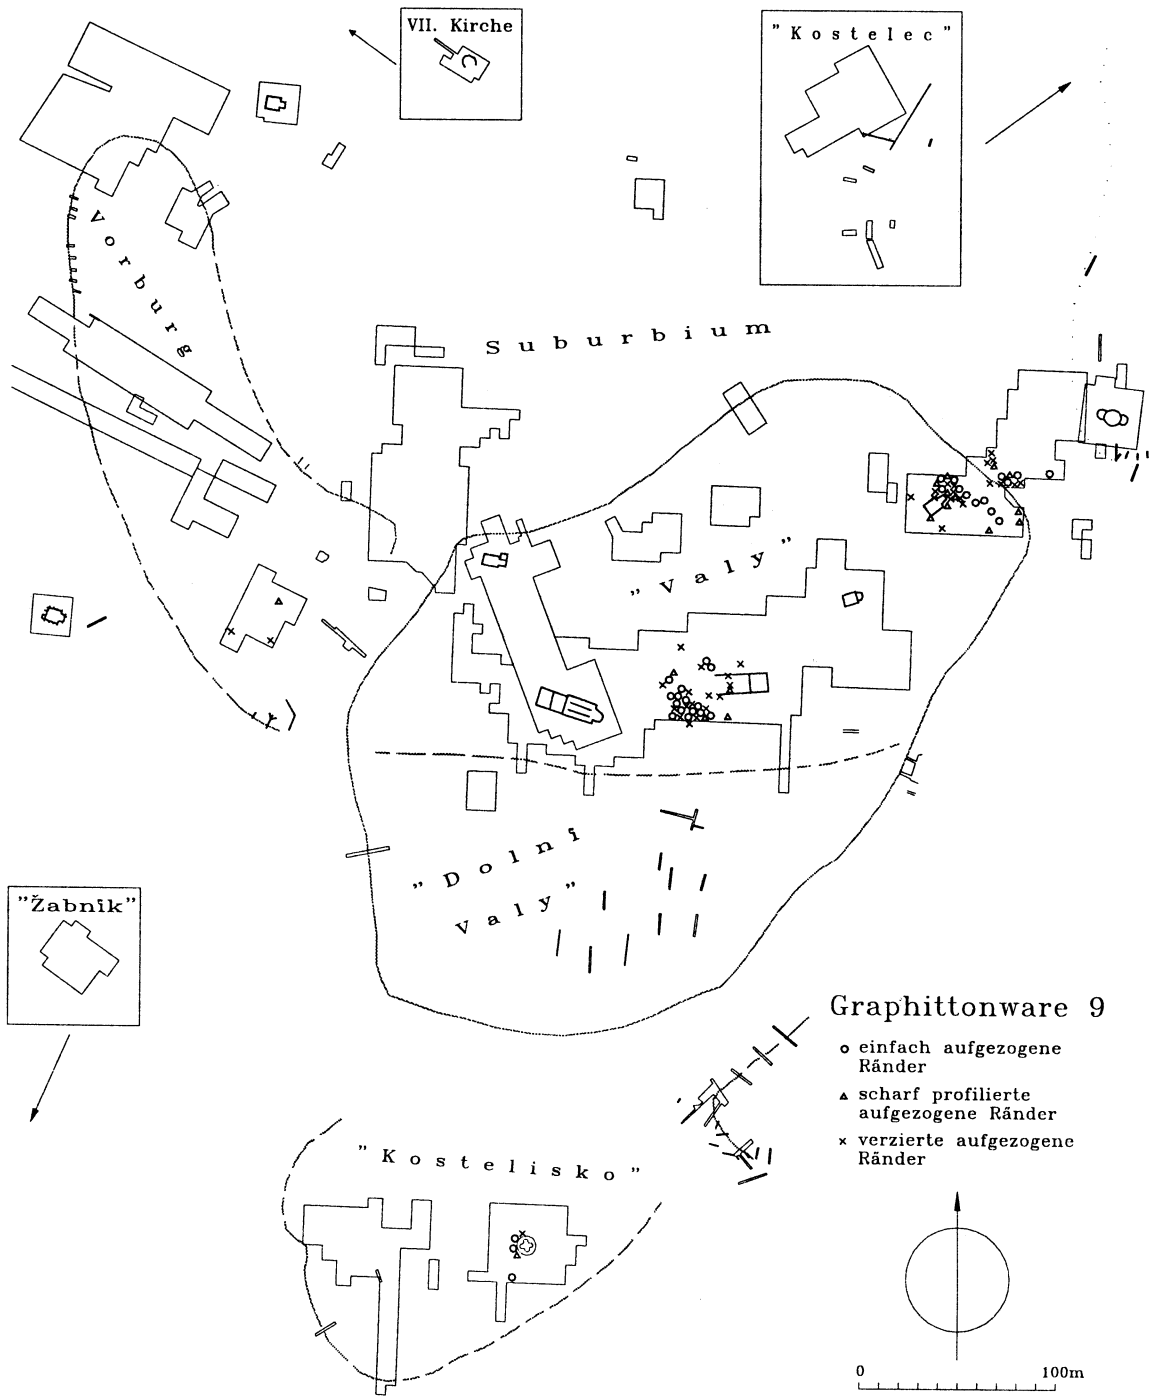 VII. Kirche
"Kostelec"
Vorburg
Suburbium
"Valy"
"Dolní
Valy"
"Žabník"
Graphittonware 9
einfach aufgezogene
Ränder
scharf profilierte
aufgezogene Ränder
verzierte aufgezogene
Ränder
"Kostelisko"
0 100m